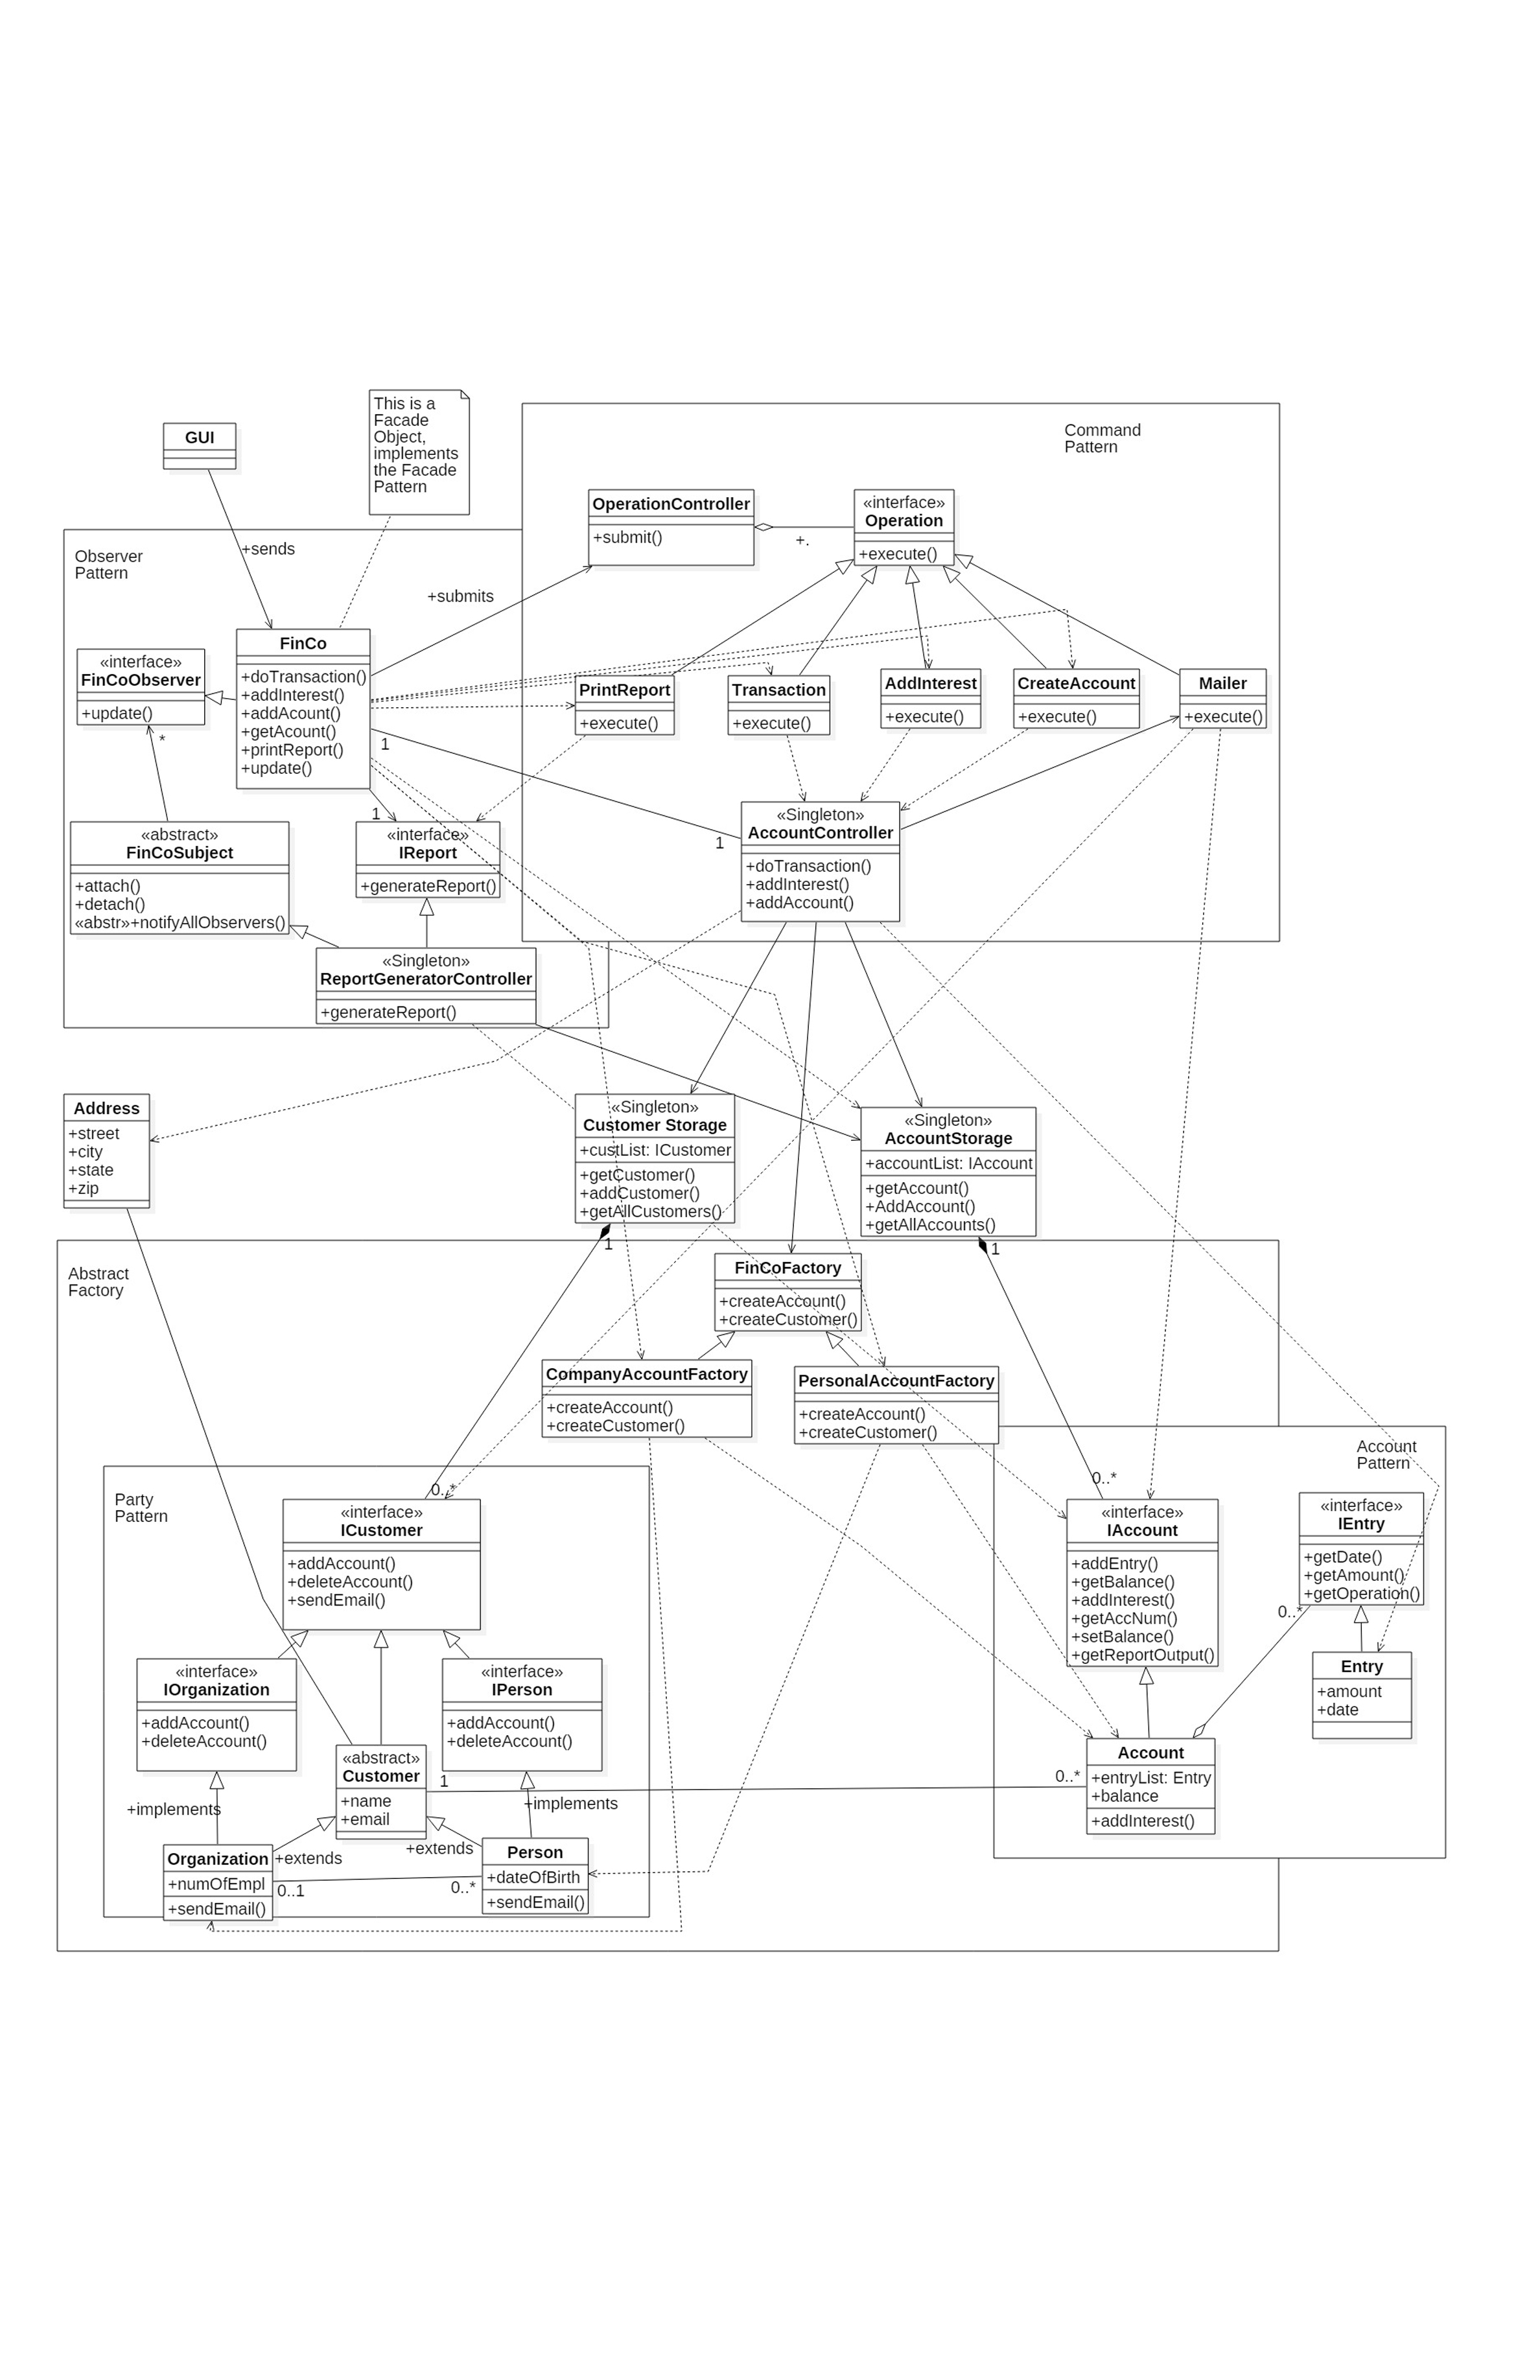 This is a
Facade
Object,
implements
the Facade
Pattern
GUI
+sends
Command
Pattern
OperationController
+submit()
+.
«interface»
Operation
+execute()
Observer
Pattern
+submits
«interface»
FinCoObserver
+update()
*
FinCo
+doTransaction()
+addInterest()
+addAcount()
+getAcount()
+printReport()
+update()
1
1
1
PrintReport
+execute()
Transaction
+execute()
AddInterest
+execute()
CreateAccount
+execute()
Mailer
+execute()
«abstract»
FinCoSubject
+attach()
+detach()
«abstr»+notifyAllObservers()
«interface»
IReport
+generateReport()
«Singleton»
AccountController
+doTransaction()
+addInterest()
+addAccount()
«Singleton»
ReportGeneratorController
+generateReport()
Address
+street
+city
+state
+zip
«Singleton»
Customer Storage
+custList: ICustomer
+getCustomer()
+addCustomer()
+getAllCustomers()
1
«Singleton»
AccountStorage
+accountList: IAccount
+getAccount()
+AddAccount()
+getAllAccounts()
1
Abstract
Factory
FinCoFactory
+createAccount()
+createCustomer()
CompanyAccountFactory
+createAccount()
+createCustomer()
PersonalAccountFactory
+createAccount()
+createCustomer()
Account
Pattern
Party
Pattern
0..*
«interface»
ICustomer
+addAccount()
+deleteAccount()
+sendEmail()
0..*
«interface»
IAccount
+addEntry()
+getBalance()
+addInterest()
+getAccNum()
+setBalance()
+getReportOutput()
«interface»
IEntry
+getDate()
+getAmount()
+getOperation()
0..*
Entry
+amount
+date
«interface»
IOrganization
+addAccount()
+deleteAccount()
«interface»
IPerson
+addAccount()
+deleteAccount()
«abstract»
Customer
+name
+email
1
0..*
Account
+entryList: Entry
+balance
+addInterest()
+implements
+implements
+extends
+extends
Organization
+numOfEmpl
+sendEmail()
0..1
0..*
Person
+dateOfBirth
+sendEmail()